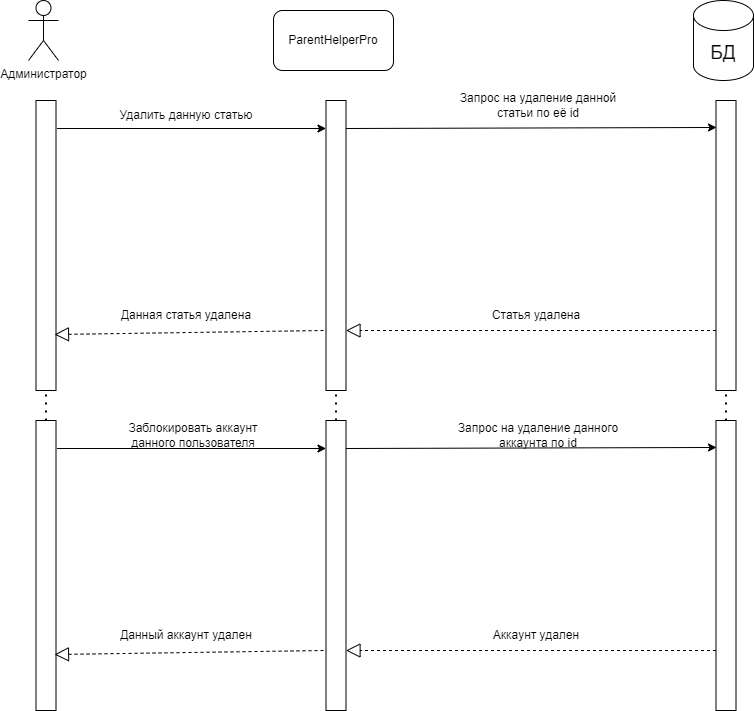 Администратор
ParentHelperPro
БД
Удалить данную статью
Запрос на удаление данной
статьи по её id
Данная статья удалена
Статья удалена
Заблокировать аккаунт
данного пользователя
Запрос на удаление данного
аккаунта по id
Данный аккаунт удален
Аккаунт удален